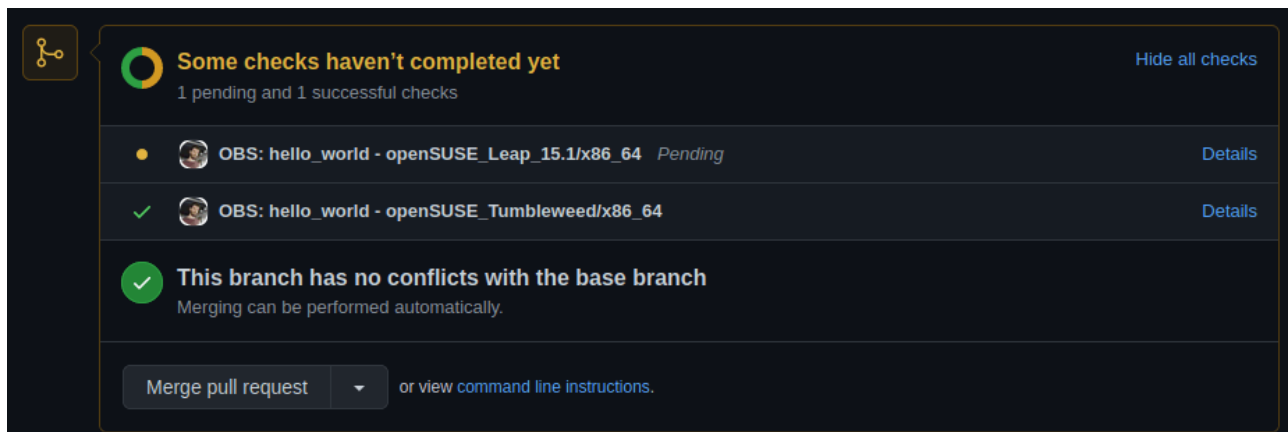 Some checks haven’t completed yet
Hide all checks
1 pending and 1 successful checks
OBS: hello_world - openSUSE_Leap_15.1/x86_64 Pending Details
OBS: hello_world - openSUSE_Tumbleweed/x86_64 Details
This branch has no conflicts with the base branch
Merging can be performed automatically.
Merge pull request or view command line instructions.